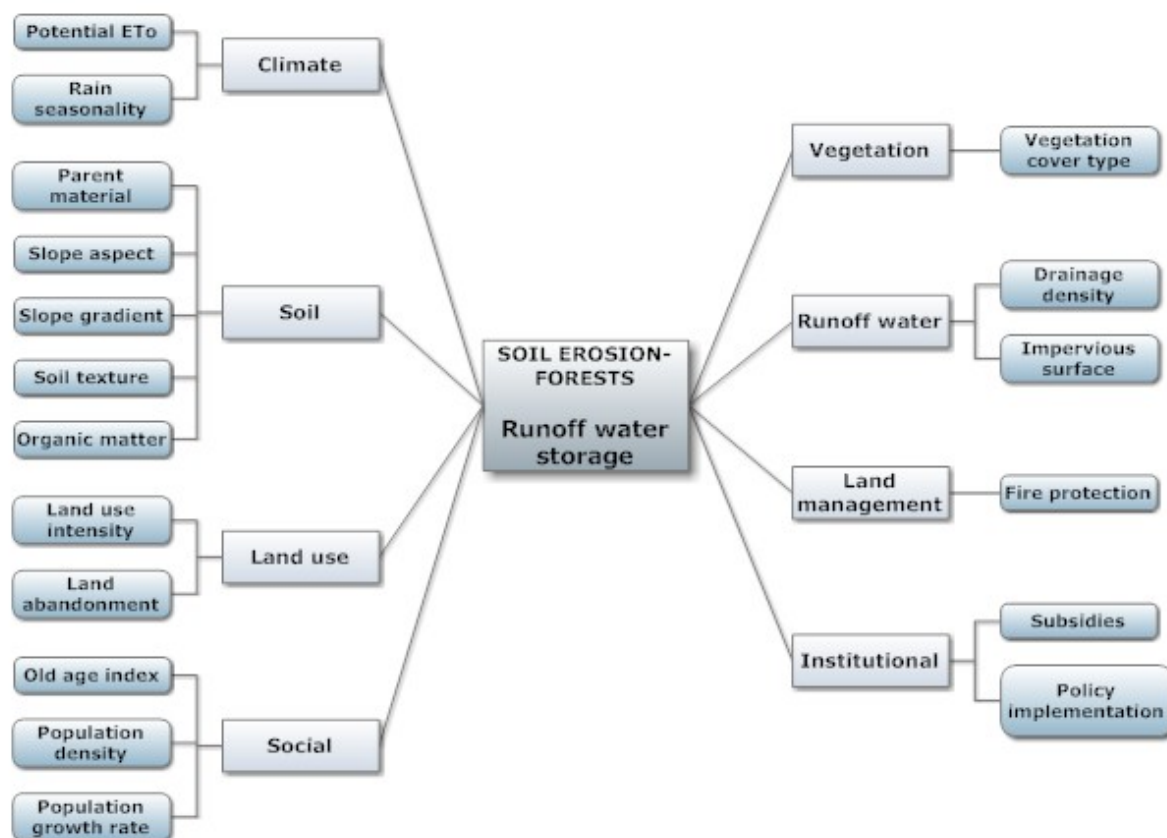 Potential ETo
Rain
seasonality
Climate
Parent
material
Slope aspect
Slope gradient
Soil texture
Organic matter
Soil
Land use
intensity
Land
abandonment
Land use
Old age index
Population
density
Population
growth rate
Social
SOIL EROSION-
FORESTS
Runoff water
storage
Vegetation
Vegetation
cover type
Runoff water
Drainage
density
Impervious
surface
Land
management
Fire protection
Institutional
Subsidies
Policy
implementation